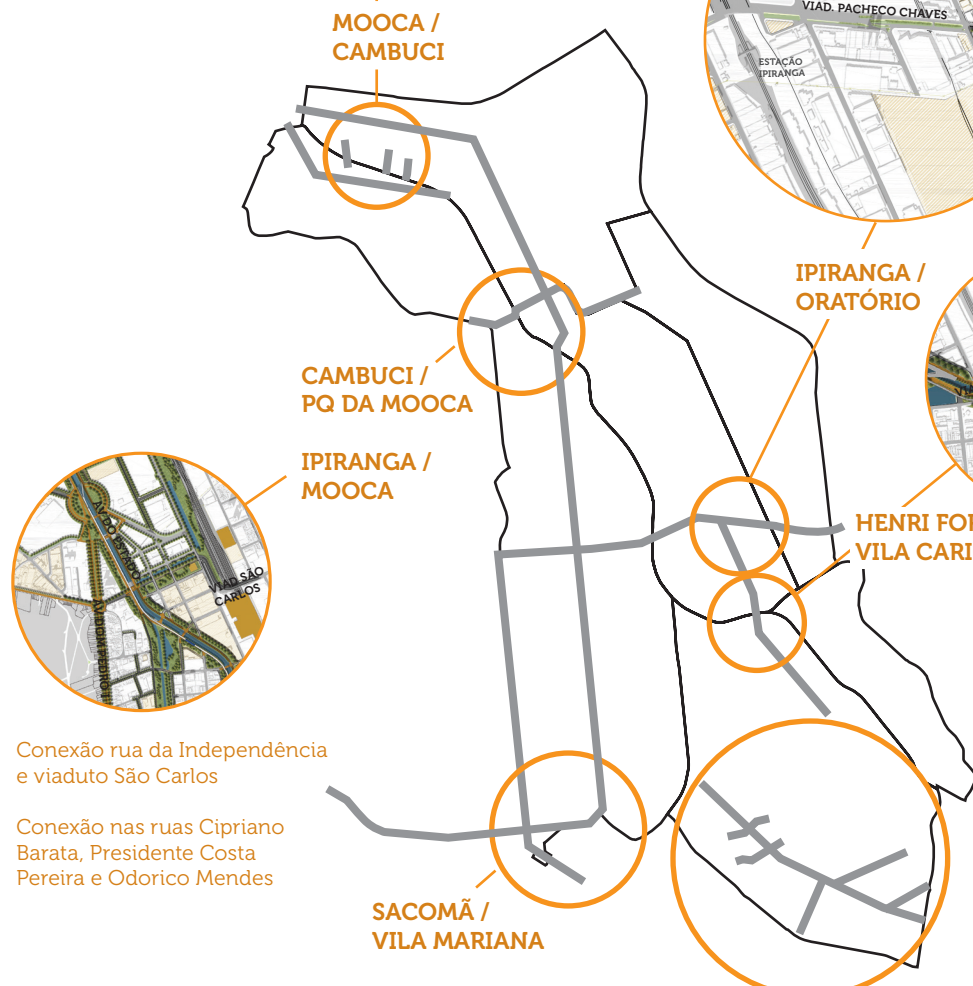 MOOCA /
CAMBUCI
VIAD. PACHECO CHAVES
ESTAÇÃO
IPIRANGA
IPIRANGA /
ORATÓRIO
CAMBUCI /
PQ DA MOOCA
IPIRANGA /
MOOCA
HENRI
VILA
VIAD SÃO
CARLOS
Conexão rua da Independência
e viaduto São Carlos
Conexão nas ruas Cipriano
Barata, Presidente Costa
Pereira e Odorico Mendes
SACOMÃ /
VILA MARIANA